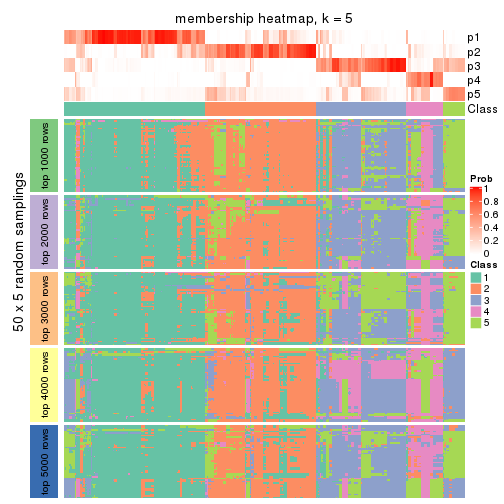 membership heatmap, k = 5
p1
p2
p3
p4
p5
Class
50 x 5 random samplings
top 1000 rows
top 2000 rows
top 3000 rows
top 4000 rows
top 5000 rows
Prob
1
0.8
0.6
0.4
0.2
0
Class
1
2
3
4
5